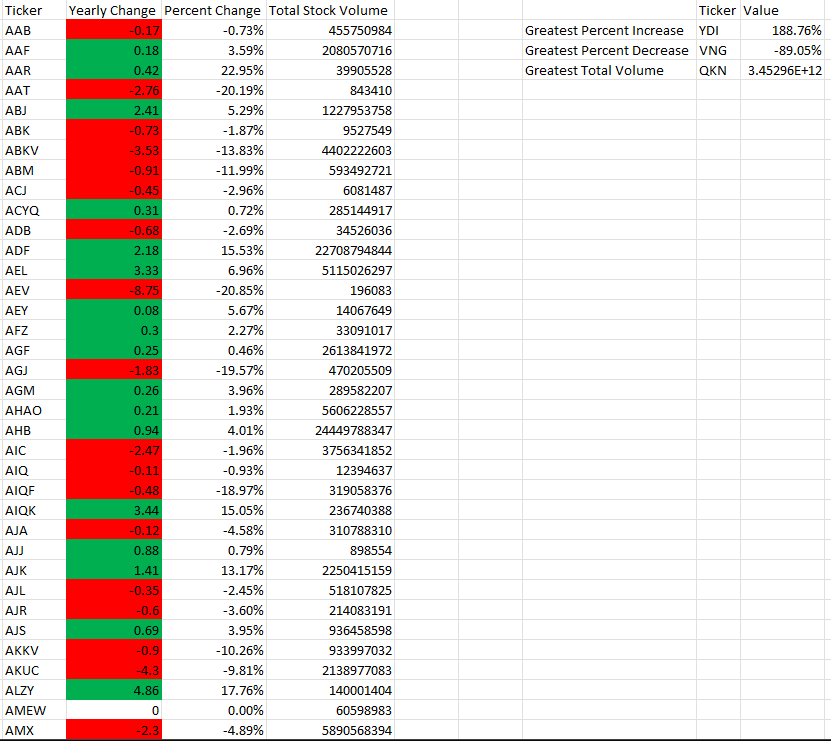 Ticker Yearly Change Percent Change Total Stock Volume Ticker Value
AAB -0.17 -0.73% 455750984 Greatest Percent Increase YDI 188.76%
AAF 0.18 3.59% 2080570716 Greatest Percent Decrease VNG -89.05%
AAR 0.42 22.95% 39905528 Greatest Total Volume QKN 3.45296E+12
AAT -2.76 -20.19% 843410
ABJ 2.41 5.29% 1227953758
ABK -0.73 -1.87% 9527549
ABKV -3.53 -13.83% 4402222603
ABM -0.91 -11.99% 593492721
ACJ -0.45 -2.96% 6081487
ACYQ 0.31 0.72% 285144917
ADB -0.68 -2.69% 34526036
ADF 2.18 15.53% 22708794844
AEL 3.33 6.96% 5115026297
AEV -8.75 -20.85% 196083
AEY 0.08 5.67% 14067649
AFZ 0.3 2.27% 33091017
AGF 0.25 0.46% 2613841972
AGJ -1.83 -19.57% 470205509
AGM 0.26 3.96% 289582207
AHAO 0.21 1.93% 5606228557
AHB 0.94 4.01% 24449788347
AIC -2.47 -1.96% 3756341852
AIQ -0.11 -0.93% 12394637
AIQF -0.48 -18.97% 319058376
AIQK 3.44 15.05% 236740388
AJA -0.12 -4.58% 310788310
AJJ 0.88 0.79% 898554
AJK 1.41 13.17% 2250415159
AJL -0.35 -2.45% 518107825
AJR -0.6 -3.60% 214083191
AJS 0.69 3.95% 936458598
AKKV -0.9 -10.26% 933997032
AKUC -4.3 -9.81% 2138977083
ALZY 4.86 17.76% 140001404
AMEW 0 0.00% 60598983
AMX -2.3 -4.89% 5890568394